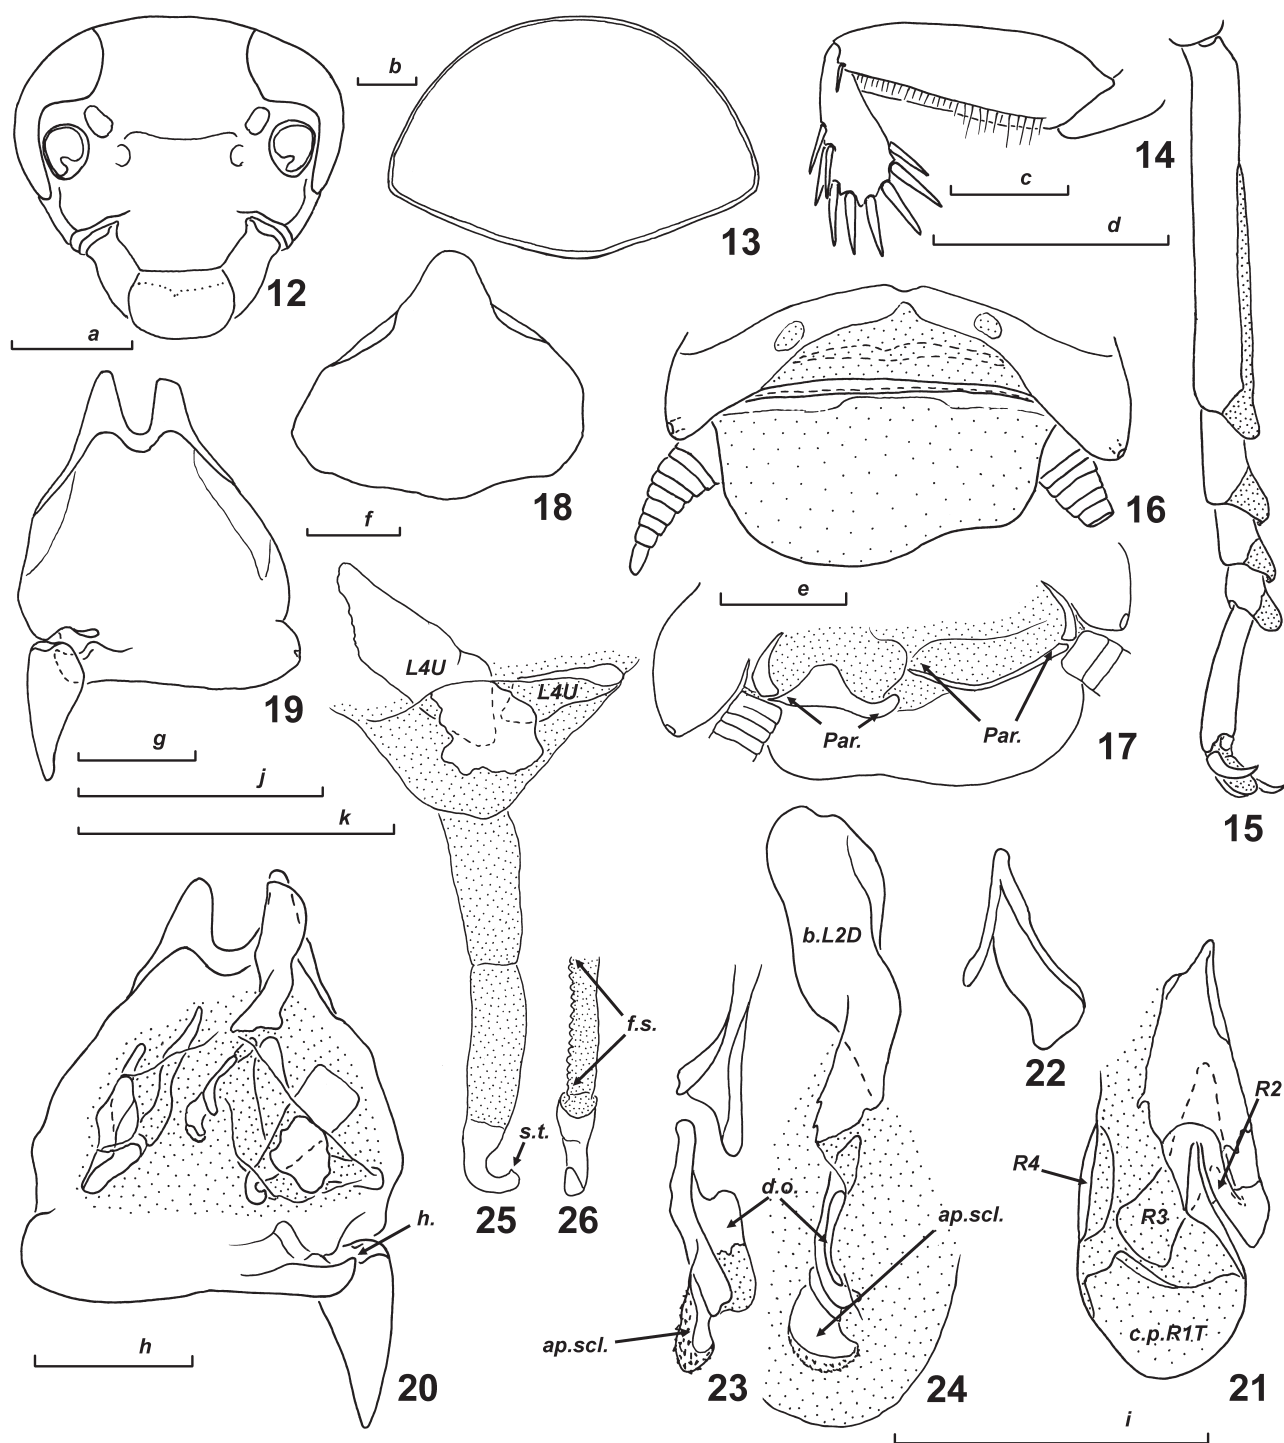 b
14
c
d
13
12
a
18
16
f
e
L4U
L4U
19
g
Par.
Par.
17
j
k
15
b.L2D
22
f.s.
R2
s.t.
R4
d.o.
ap.scl.
R3
25
26
h.
ap.scl.
c.p.R1T
h
20
23
24
21
i